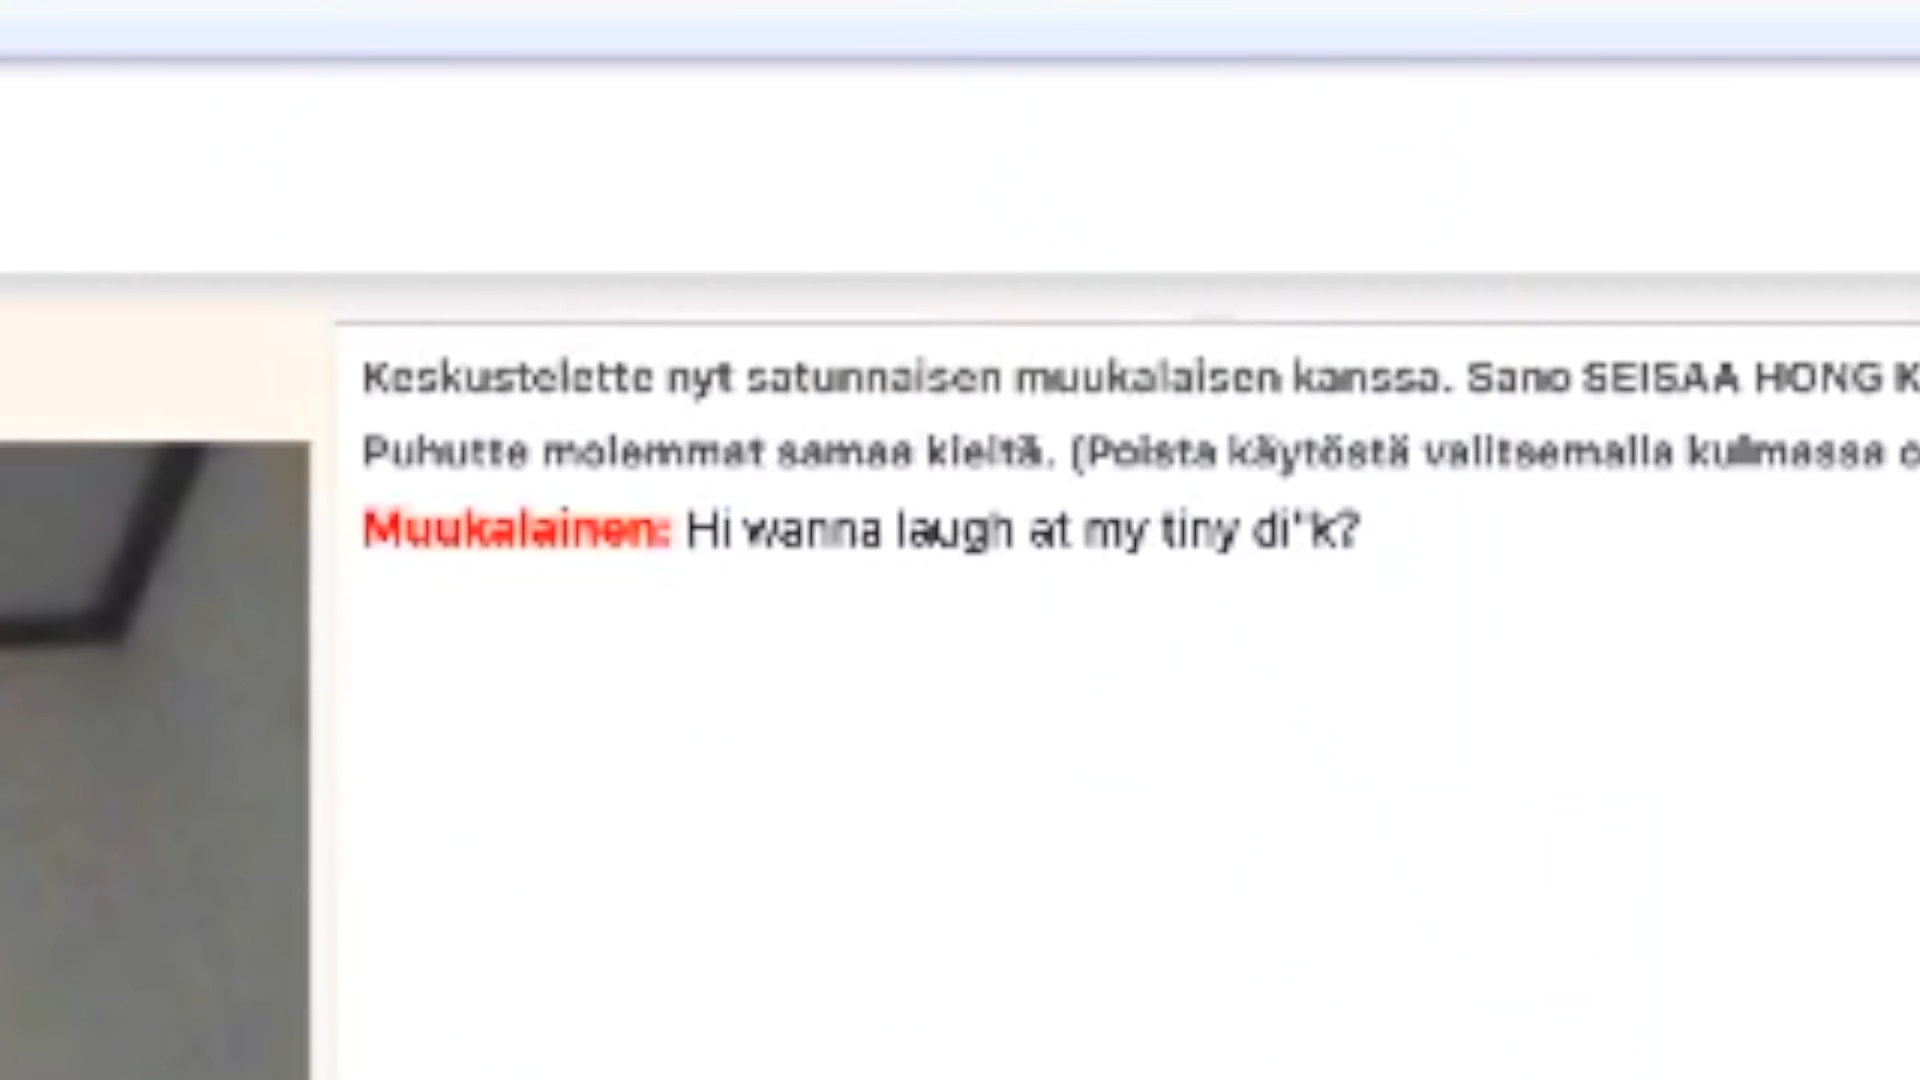 Keskustelette nyt satunnaisen muukalaisen kanssa. Sano SEISAA HONG K
Puhutte molemmat samaa kieltä. (Poista käytöstä valitsemalla kulmassa
Muukalainen: Hi wanna laugh at my tiny di**k?